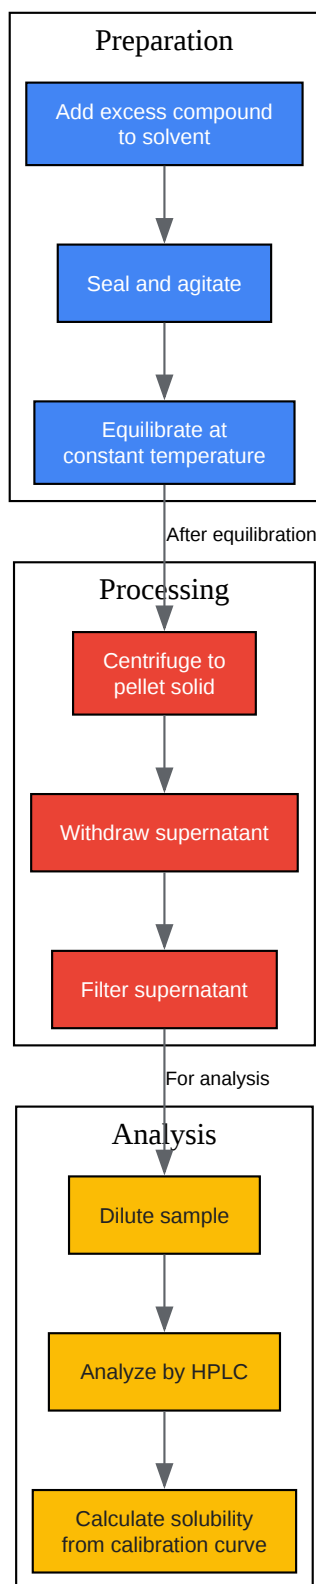 Preparation
Add excess compound
to solvent
Seal and agitate
Equilibrate at
constant temperature
After equilibration
Processing
Centrifuge to
pellet solid
Withdraw supernatant
Filter supernatant
For analysis
Analysis
Dilute sample
Analyze by HPLC
Calculate solubility
from calibration curve